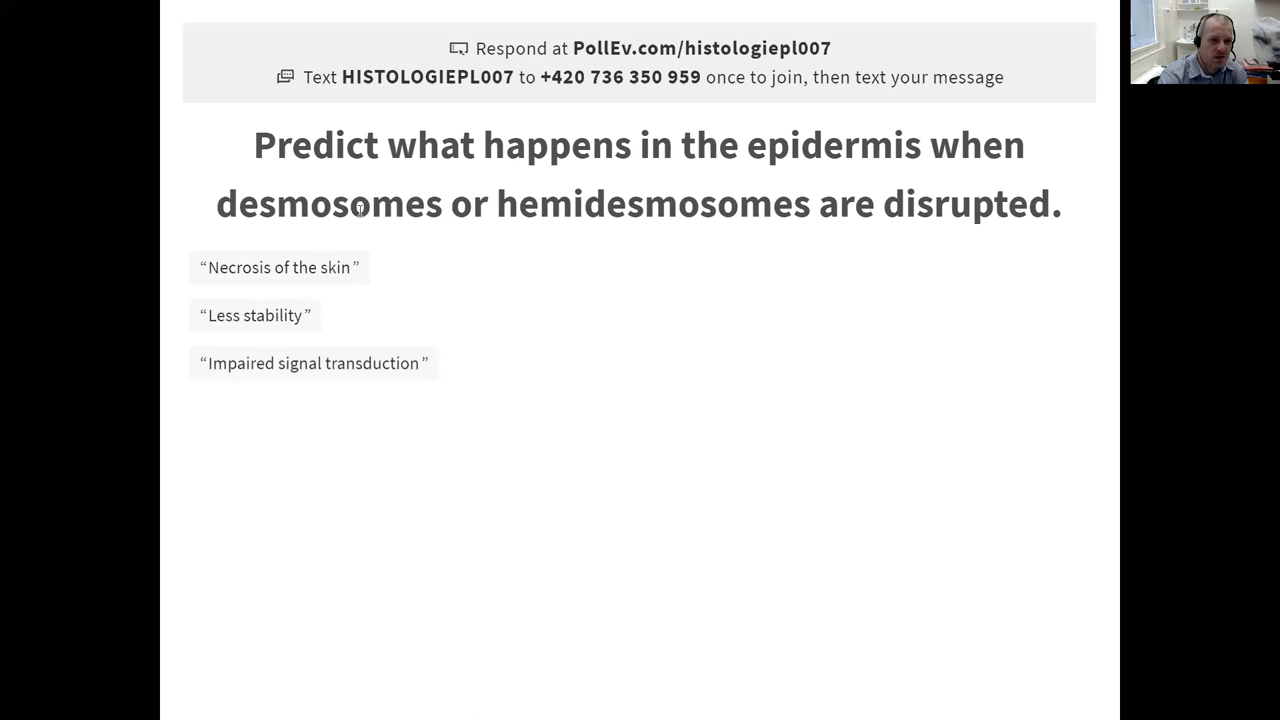 Respond at PollEv.com/histologiepl007
Text HISTOLOGIEPL007 to +420 736 350 959 once to join, then text your message
Predict what happens in the epidermis when
desmosomes or hemidesmosomes are disrupted.
“Necrosis of the skin”
“Less stability”
“Impaired signal transduction”